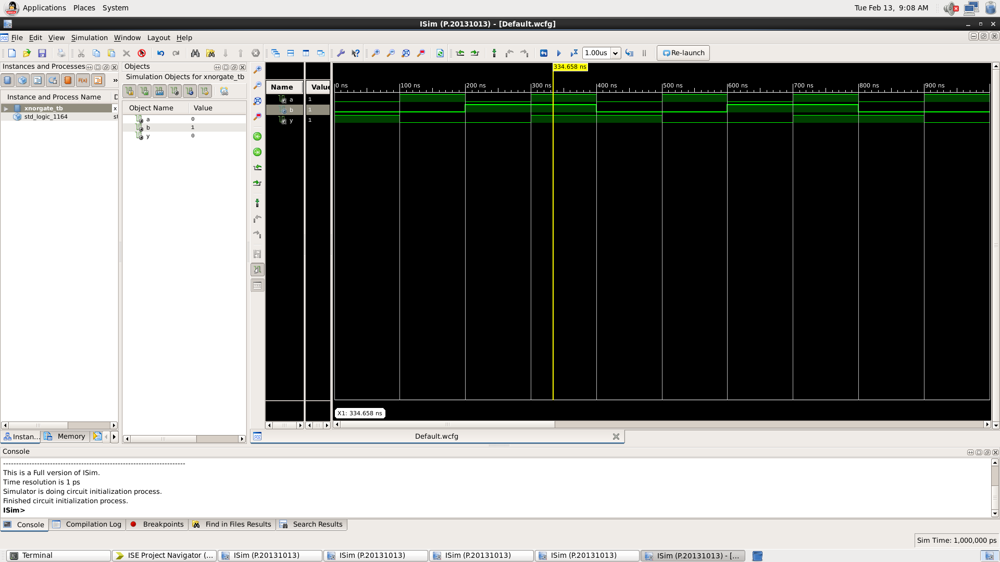 Applications Places System
Tue Feb 13, 9:08 AM
ISim (P.20131013) - [Default.wcfg]
File Edit View Simulation Window Layout Help
1.00us
Re-launch
Instances and Processes
Instance and Process Name D
xnorgate_tb x
std_logic_1164 st
Objects
Simulation Objects for xnorgate_tb
Object Name Value
a 0
b 1
y 0
Name Value
a 1
b 1
y 1
334.658 ns
0 ns 100 ns 200 ns 300 ns 400 ns 500 ns 600 ns 700 ns 800 ns 900 ns
X1: 334.658 ns
Instan... Memory
Default.wcfg
Console
This is a Full version of ISim.
Time resolution is 1 ps
Simulator is doing circuit initialization process.
Finished circuit initialization process.
ISim>
Console Compilation Log Breakpoints Find in Files Results Search Results
Sim Time: 1,000,000 ps
Terminal ISE Project Navigator (... ISim (P.20131013) ISim (P.20131013) ISim (P.20131013) ISim (P.20131013) ISim (P.20131013) - [...